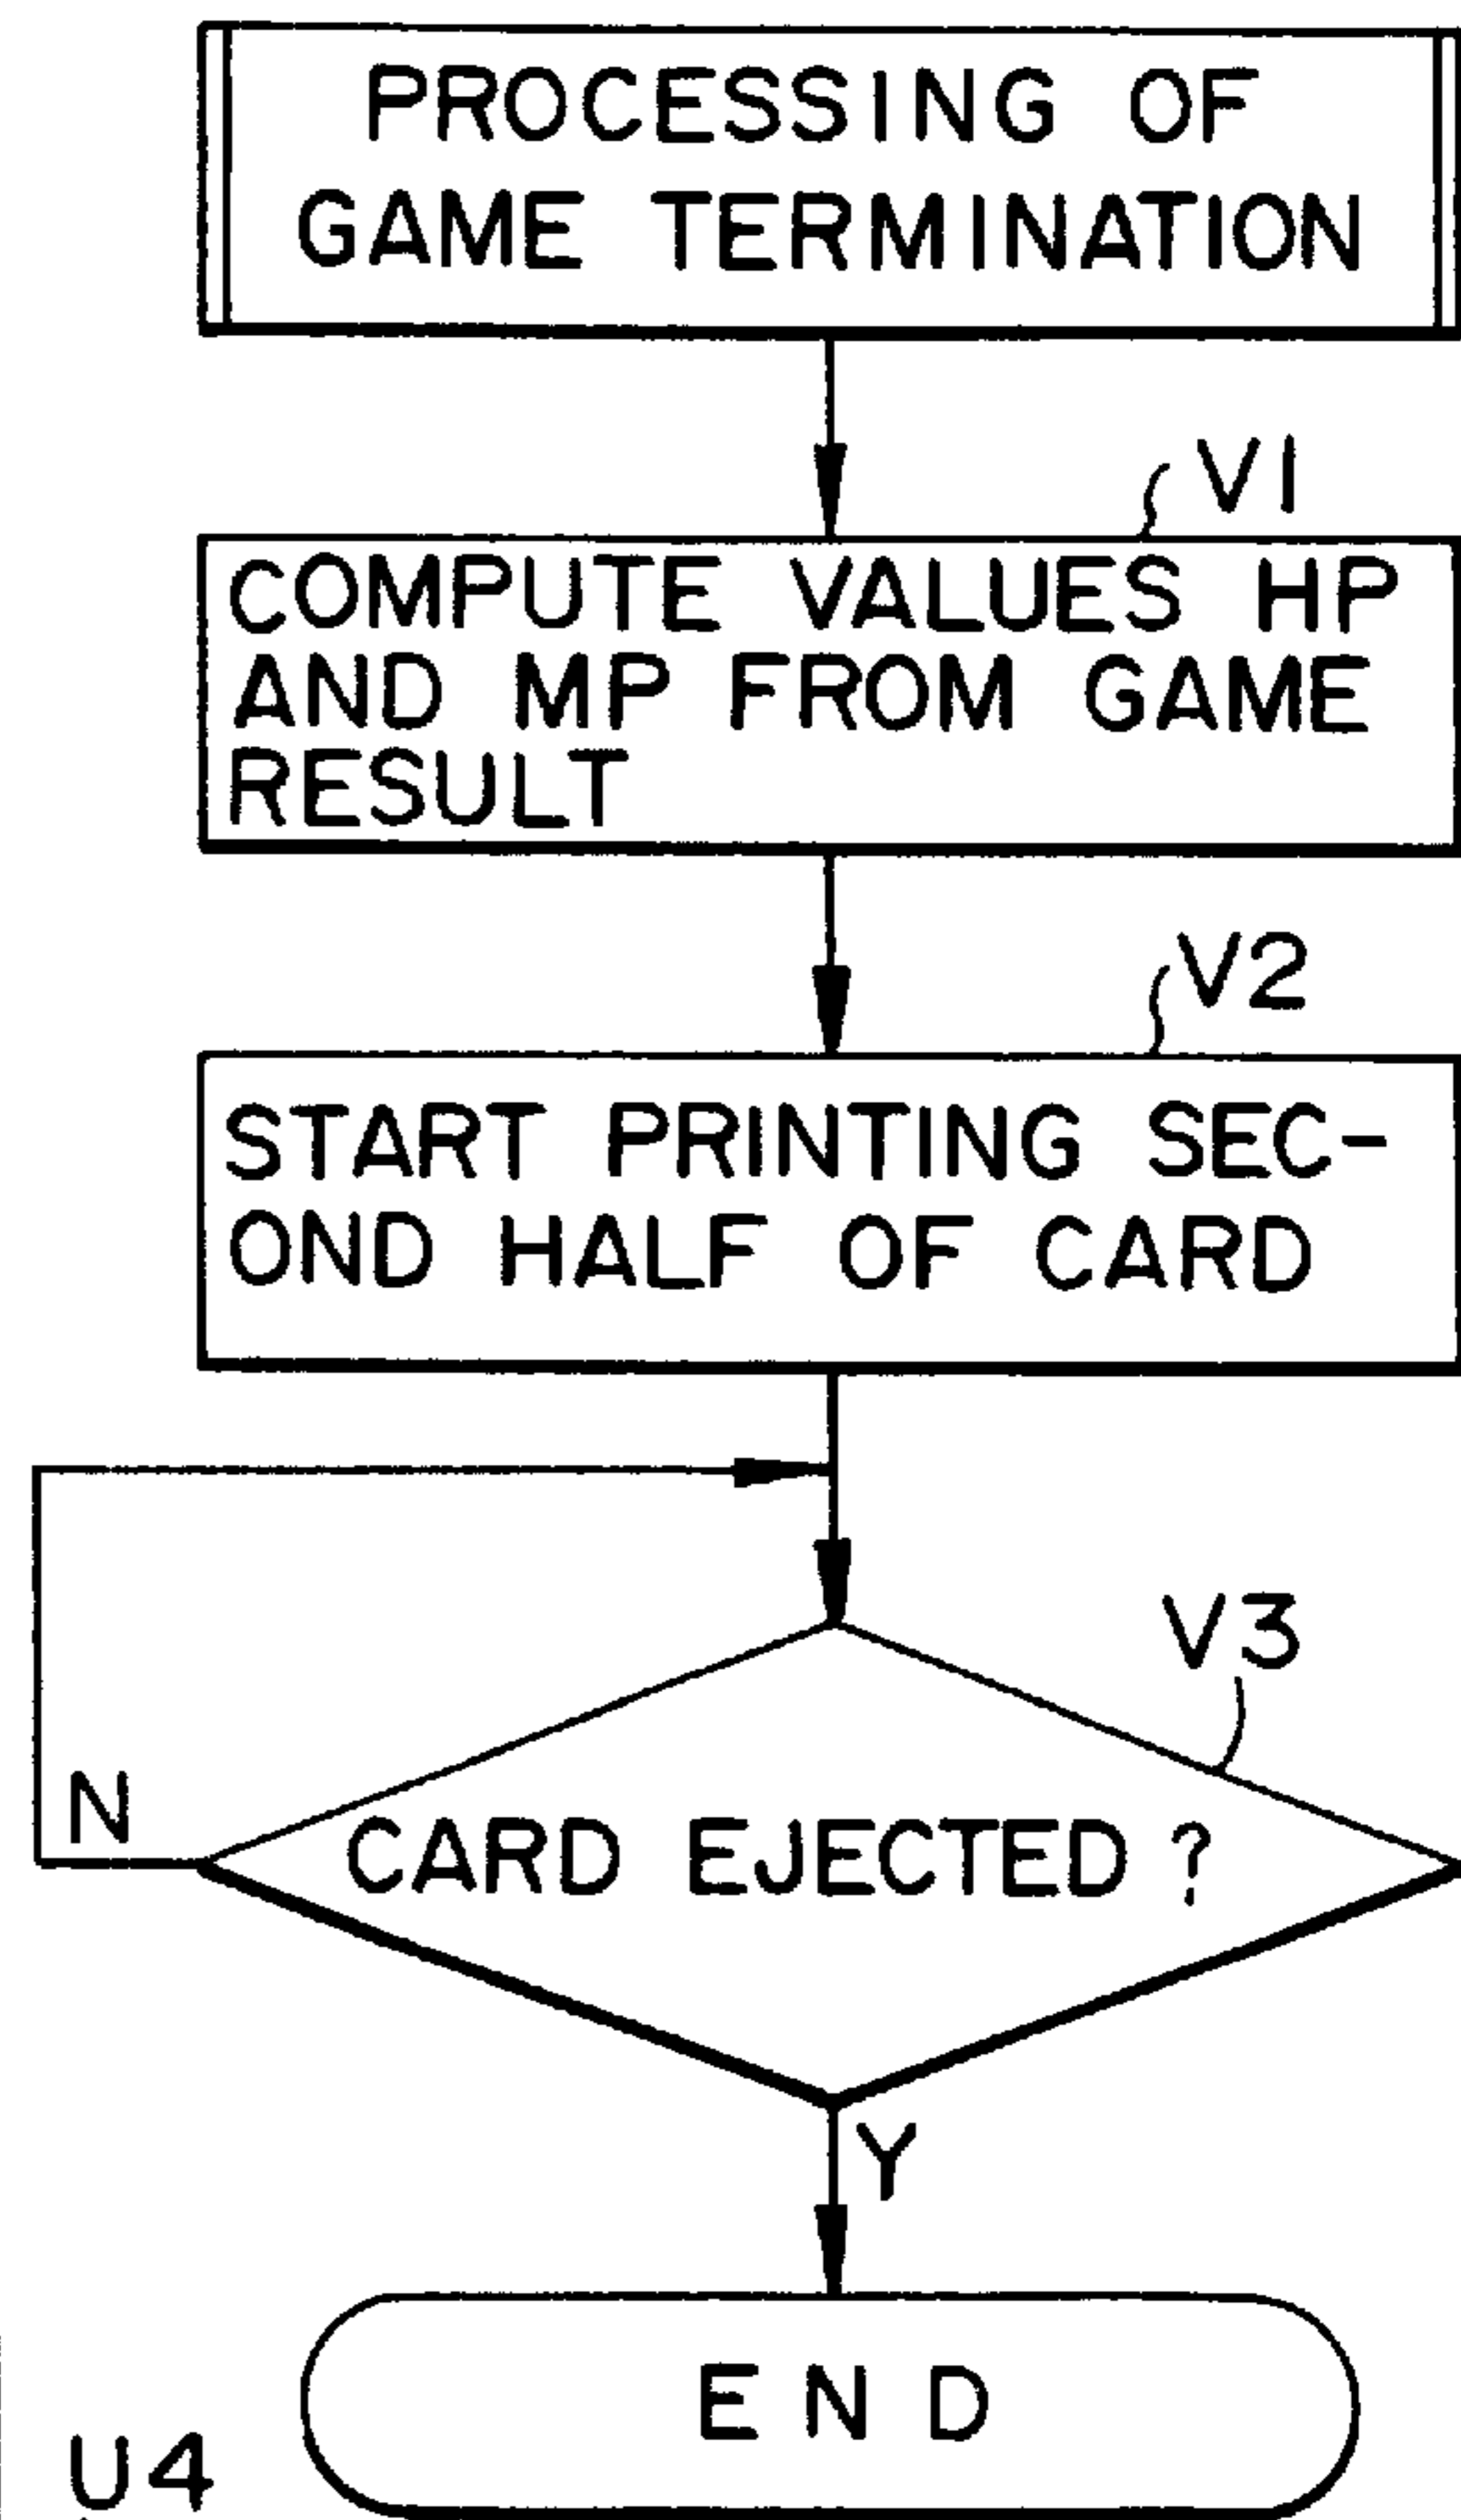 PROCESSING OF
GAME TERMINATION
V1
COMPUTE VALUES HP
AND MP FROM GAME
RESULT
V2
START PRINTING SEC-
OND HALF OF CARD
V3
N
CARD EJECTED ?
Y
END
U4